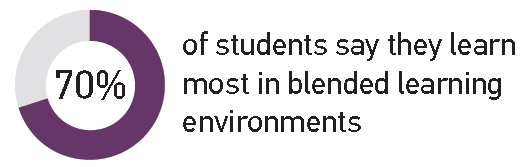 70%
of students say they learn
most in blended learning
environments